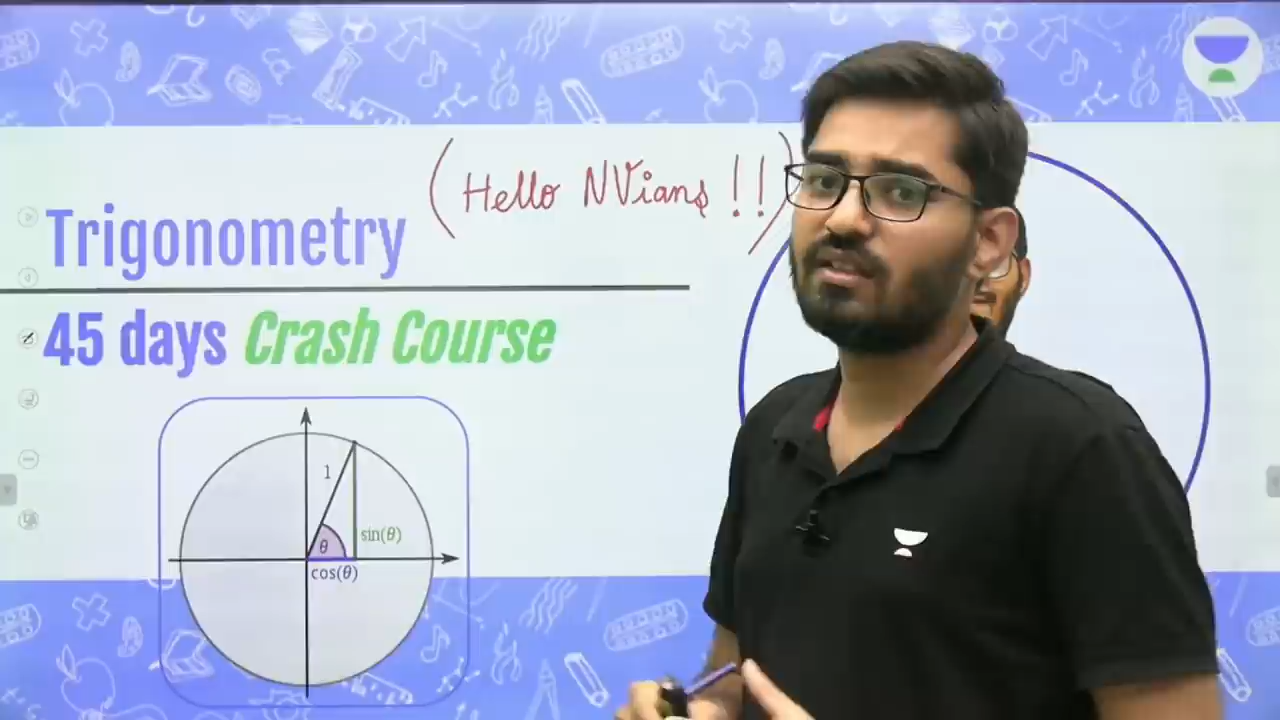 (Hello NVians !!)
Trigonometry
45 days Crash Course
1
sin(θ)
θ
cos(θ)